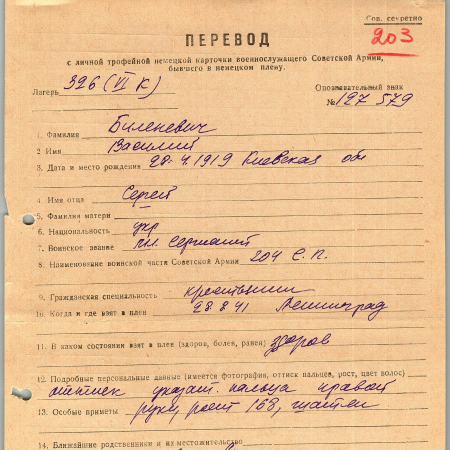 Сов. секретно
203
ПЕРЕВОД
с личной трофейной немецкой карточки военнослужащего Советской Армии,
бывшего в немецком плену.
Лагерь 326 (VI К)
Опознавательный знак
№ 127 579
1. Фамилия Биленевич
2. Имя Василий
3. Дата и место рождения 28.4.1919 Киевская обл
4. Имя отца Сергей
5. Фамилия матери —
6. Национальность укр
7. Воинское звание мл. Сержант
8. Наименование воинской части Советской Армии 204 С.П.
9. Гражданская специальность крестьянин
10. Когда и где взят в плен 28 8 41 Ленинград
11. В каком состоянии взят в плен (здоров, болен, ранен) здоров
12. Подробные персональные данные (имеется фотография, оттиск пальцев, рост, цвет волос)
оттиск указат. пальца правой
13. Особые приметы руки, рост 168,
14. Ближайшие родственники и их местожительство